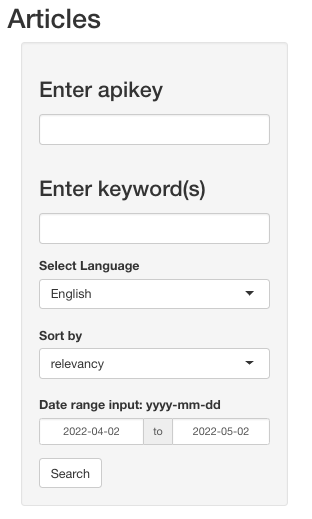 Articles
Enter apikey
Enter keyword(s)
Select Language
English
Sort by
relevancy
Date range input: yyyy-mm-dd
2022-04-02 to 2022-05-02
Search